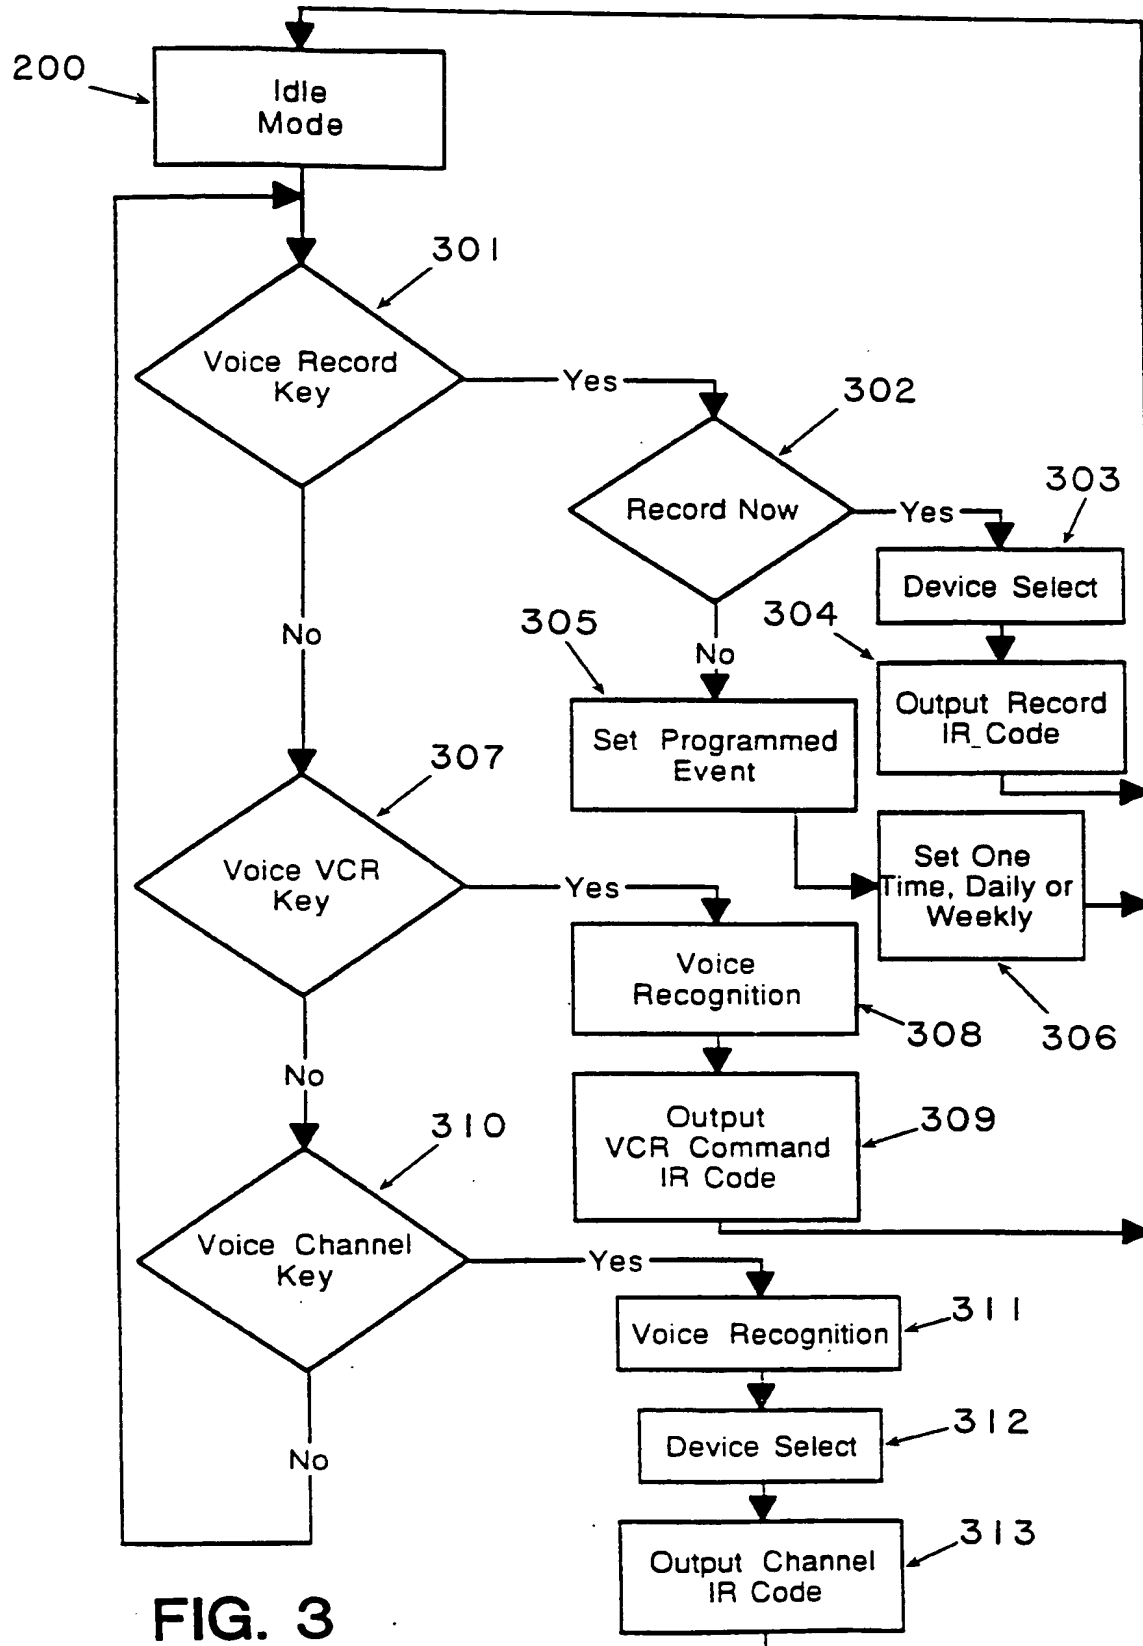 200
Idle
Mode
301
Voice Record
Key
Yes
302
Record Now
Yes
303
Device Select
304
Output Record
IR Code
No
305
No
Set Programmed
Event
307
Voice VCR
Key
Yes
Set One
Time, Daily or
Weekly
306
Voice
Recognition
308
No
Output
VCR Command
IR Code
309
310
Voice Channel
Key
Yes
Voice Recognition
311
Device Select
312
No
Output Channel
IR Code
313
FIG. 3